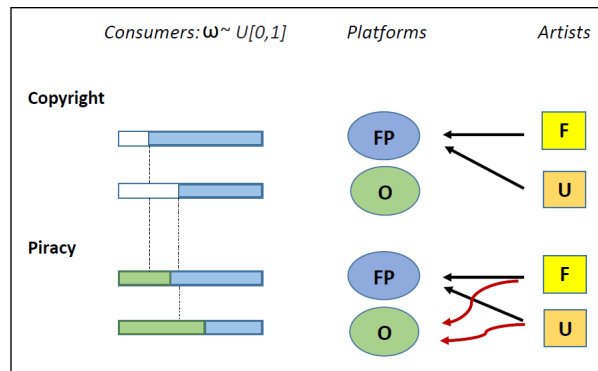 Consumers: ω~ U[0,1] Platforms Artists
Copyright
FP F
O U
Piracy
FP F
O U